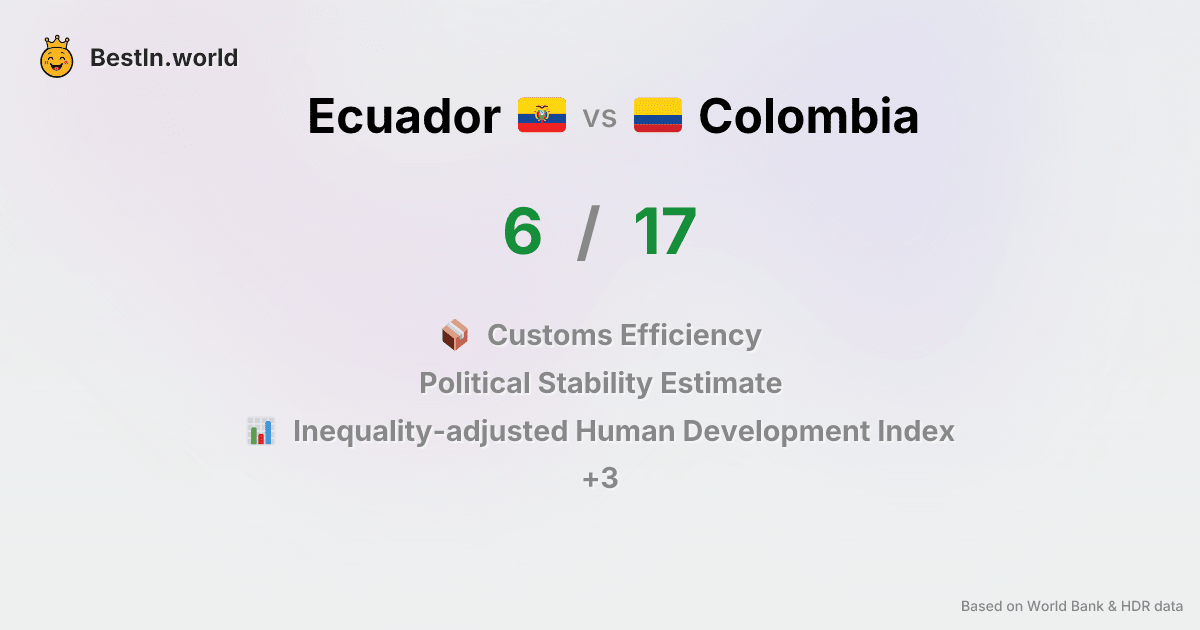 BestIn.world
Ecuador vs Colombia
6 / 17
Customs Efficiency
Political Stability Estimate
Inequality-adjusted Human Development Index
+3
Based on World Bank & HDR data